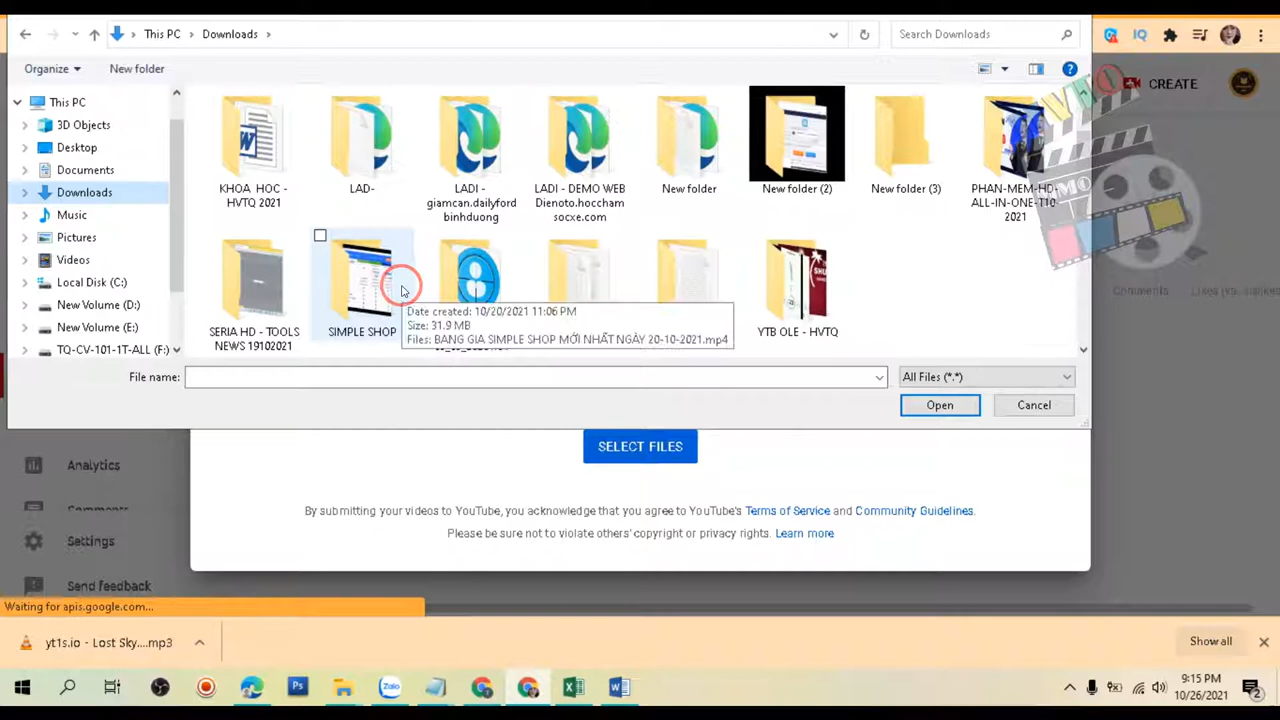 This PC
Downloads
Search Downloads
Organize
New folder
CREATE
This PC
3D Objects
Desktop
Documents
Downloads
Music
Pictures
Videos
Local Disk (C:)
New Volume (D:)
New Volume (E:)
TQ-CV-101-1T-ALL (F:)
KHOA HOC -
HVTQ 2021
LAD-
LADI -
giamcan.dailyford
binhduong
LADI - DEMO WEB
Dienoto.hoccham
socxe.com
New folder
New folder (2)
New folder (3)
PHAN-MEM-HD-
ALL-IN-ONE-T10-
2021
DEMO
SERIA HD - TOOLS
NEWS 19102021
SIMPLE SHOP
YTB OLE - HVTQ
Date created: 10/20/2021 11:06 PM
Size: 31.9 MB
Files: BANG GIA SIMPLE SHOP MỚI NHẤT NGÀY 20-10-2021.mp4
File name:
All Files (*.*)
Open
Cancel
SELECT FILES
Comments
Analytics
Comments
Settings
Send feedback
By submitting your videos to YouTube, you acknowledge that you agree to YouTube's Terms of Service and Community Guidelines.
Please be sure not to violate others' copyright or privacy rights. Learn more
Waiting for apis.google.com...
yt1s.io - Lost Sky....mp3
Show all
Zalo
9:15 PM
10/26/2021
2